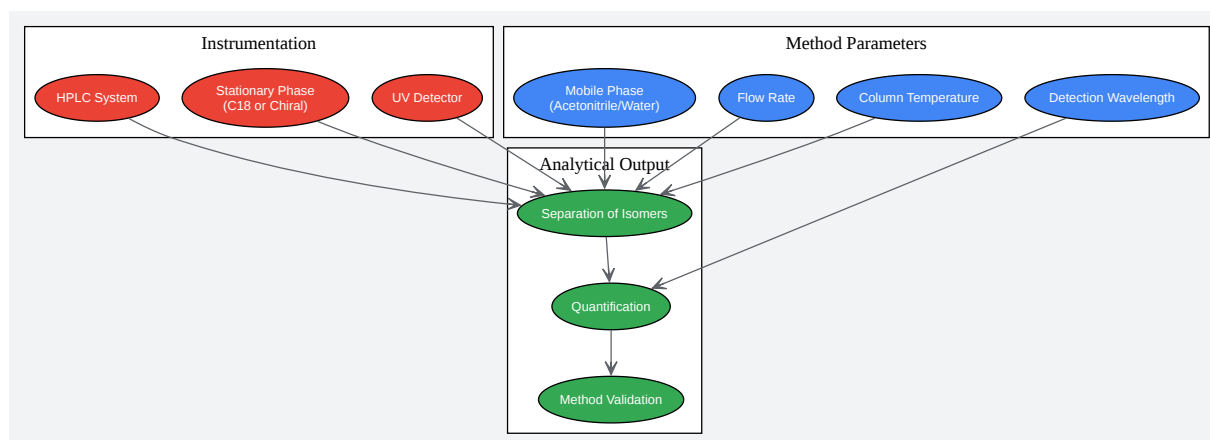 Instrumentation
Method Parameters
HPLC System
Stationary Phase
(C18 or Chiral)
UV Detector
Mobile Phase
(Acetonitrile/Water)
Flow Rate
Column Temperature
Detection Wavelength
Analytical Output
Separation of Isomers
Quantification
Method Validation